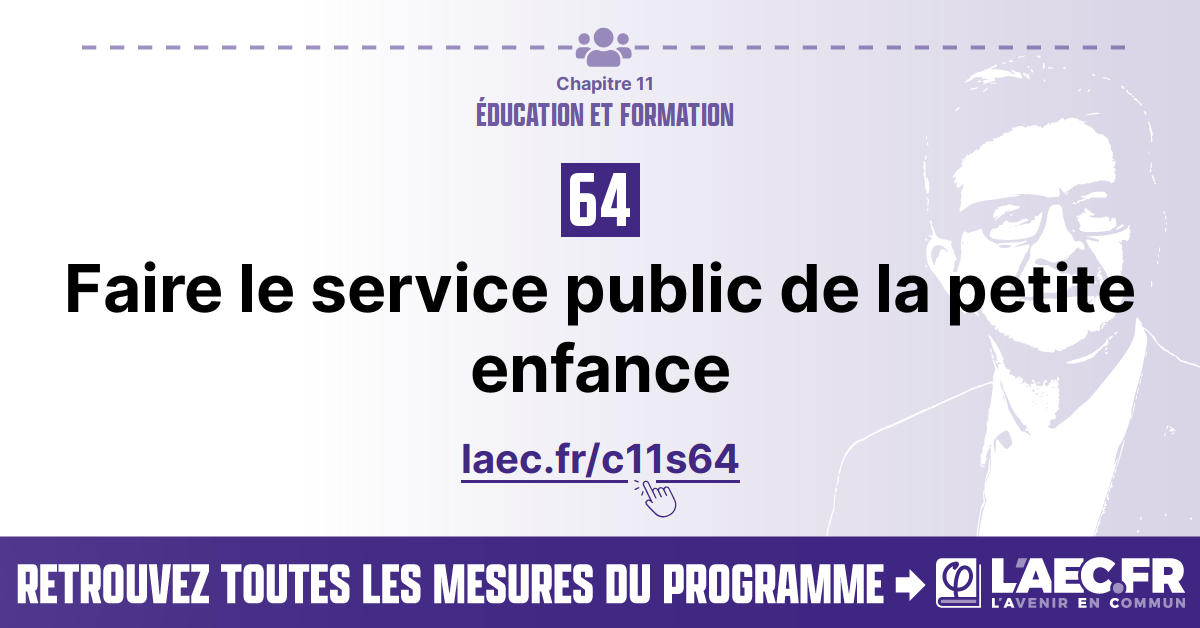 Chapitre 11
ÉDUCATION ET FORMATION
64
Faire le service public de la petite
enfance
laec.fr/c11s64
RETROUVEZ TOUTES LES MESURES DU PROGRAMME
φ L'AEC.FR
L'AVENIR EN COMMUN